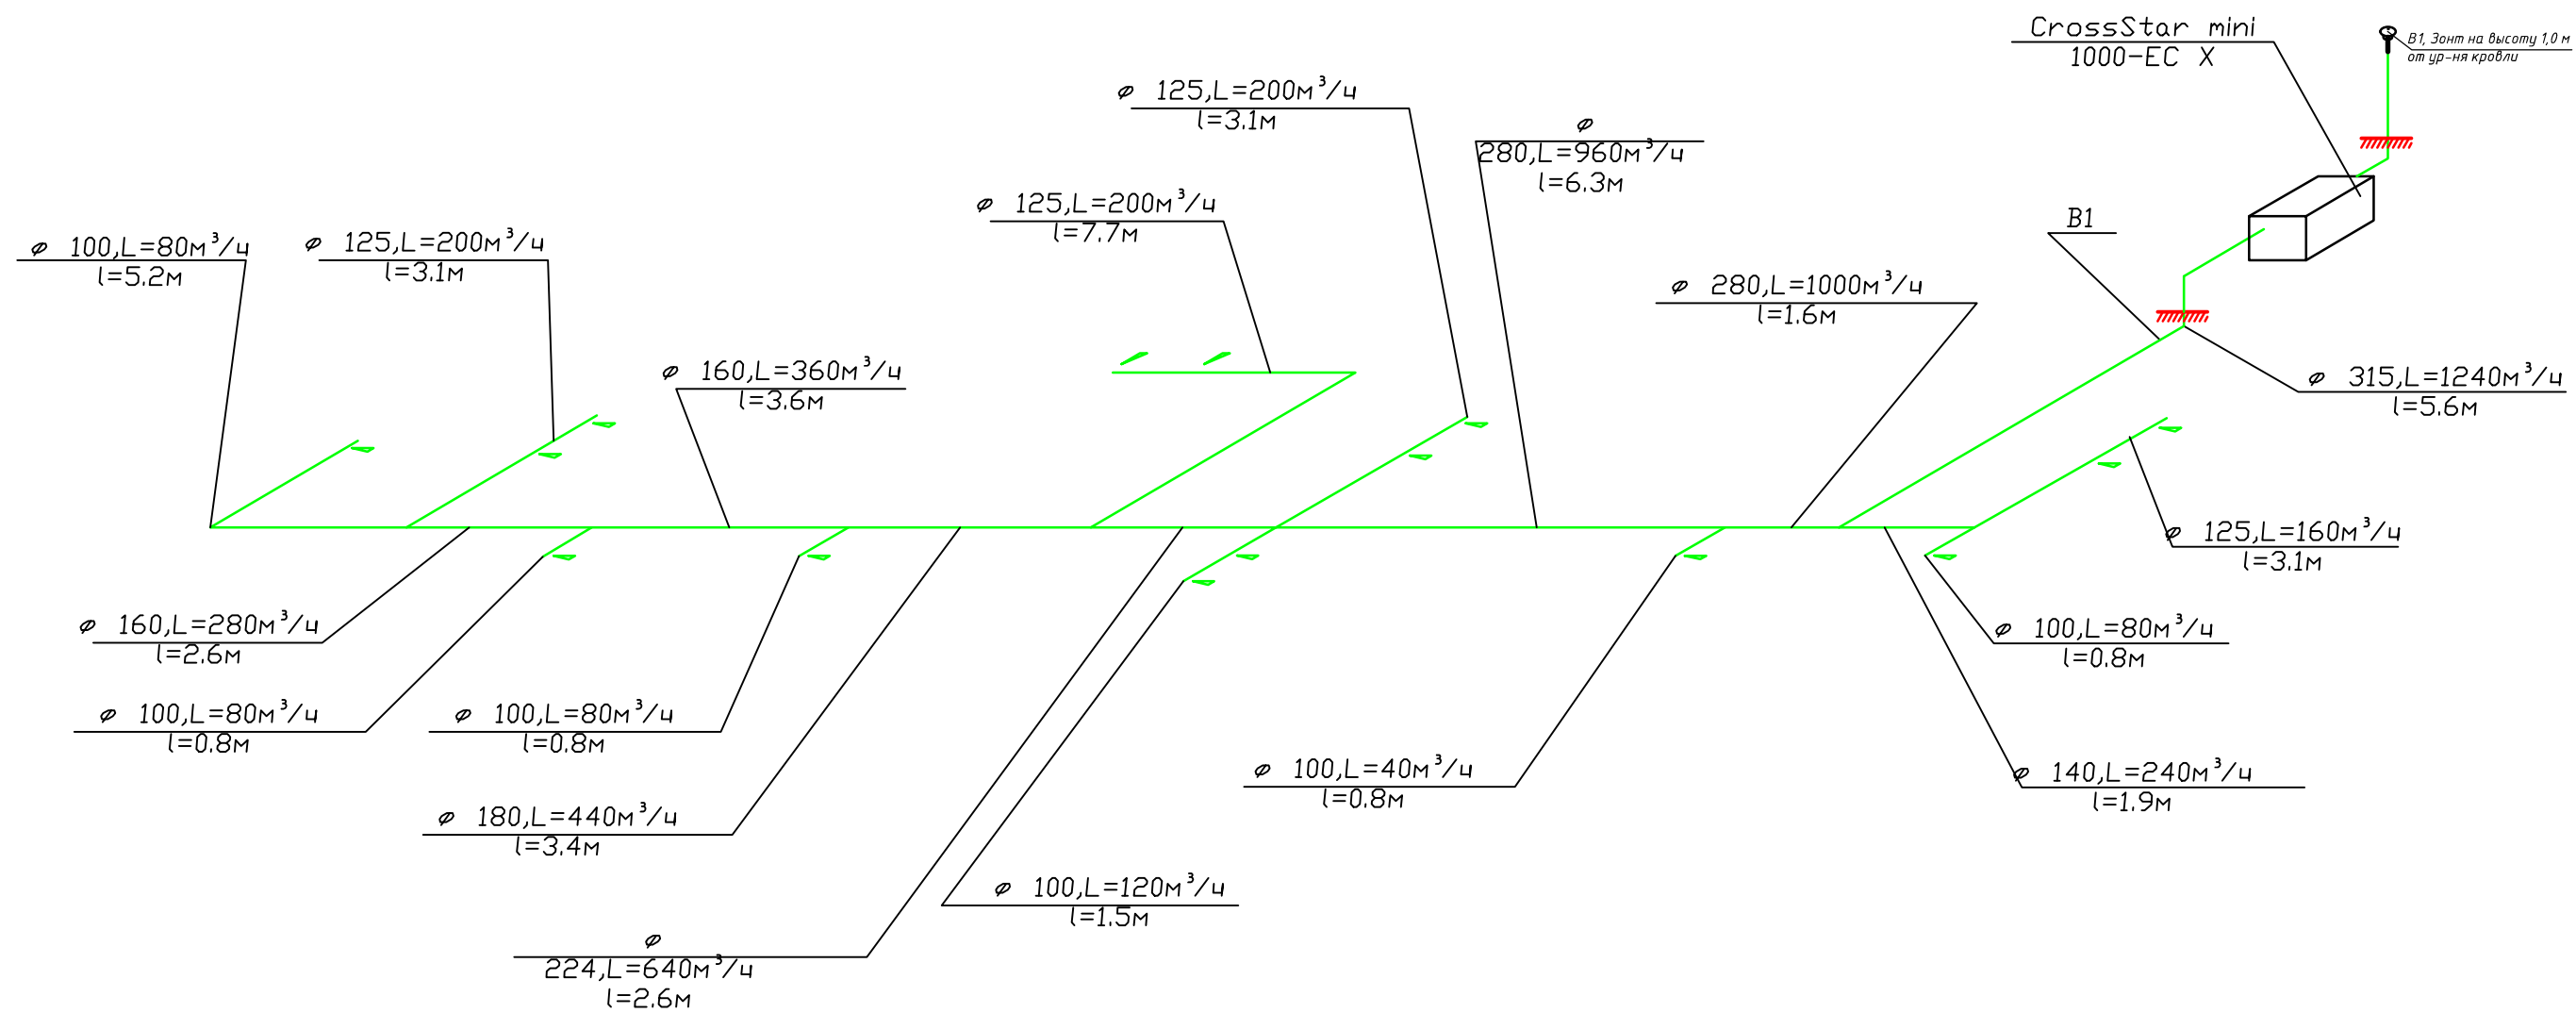 CrossStar mini
1000-EC X
В1, Зонт на высоту 1,0 м
от ур-ня кровли
⌀ 125,L=200м³/ч
l=3.1м
⌀
280,L=960м³/ч
l=6.3м
⌀ 125,L=200м³/ч
l=7.7м
В1
⌀ 100,L=80м³/ч
l=5.2м
⌀ 125,L=200м³/ч
l=3.1м
⌀ 280,L=1000м³/ч
l=1.6м
⌀ 160,L=360м³/ч
l=3.6м
⌀ 315,L=1240м³/ч
l=5.6м
⌀ 125,L=160м³/ч
l=3.1м
⌀ 160,L=280м³/ч
l=2.6м
⌀ 100,L=80м³/ч
l=0.8м
⌀ 100,L=80м³/ч
l=0.8м
⌀ 100,L=80м³/ч
l=0.8м
⌀ 100,L=40м³/ч
l=0.8м
⌀ 140,L=240м³/ч
l=1.9м
⌀ 180,L=440м³/ч
l=3.4м
⌀ 100,L=120м³/ч
l=1.5м
⌀
224,L=640м³/ч
l=2.6м